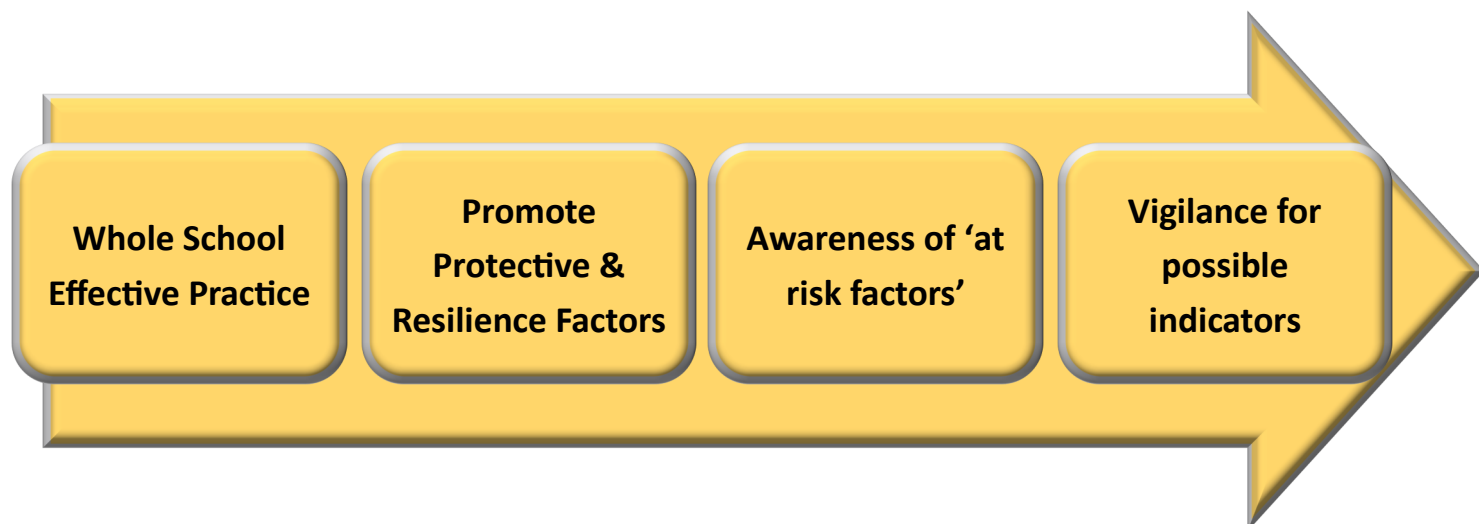 Whole School
Effective Practice
Promote
Protective &
Resilience Factors
Awareness of ‘at
risk factors’
Vigilance for
possible
indicators